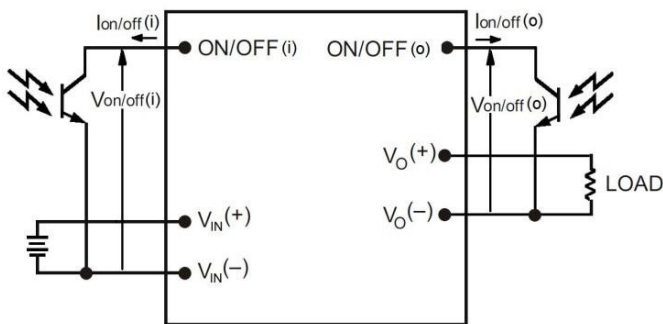 Ion/off(i)
Ion/off(o)
ON/OFF(i)
ON/OFF(o)
Von/off(i)
Von/off(o)
VO(+)
LOAD
VIN(+)
VO(–)
VIN(–)